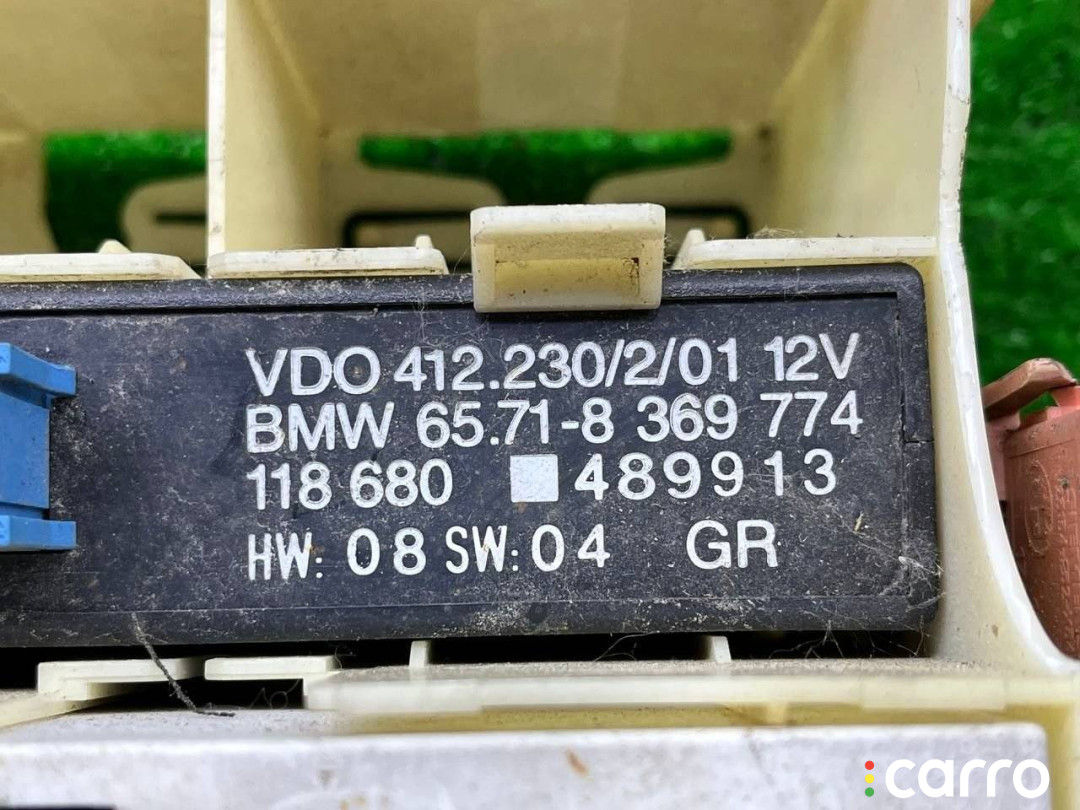 VDO 412.230/2/01 12V
BMW 65.71-8 369 774
118 680 489913
HW: 08 SW: 04 GR
carro